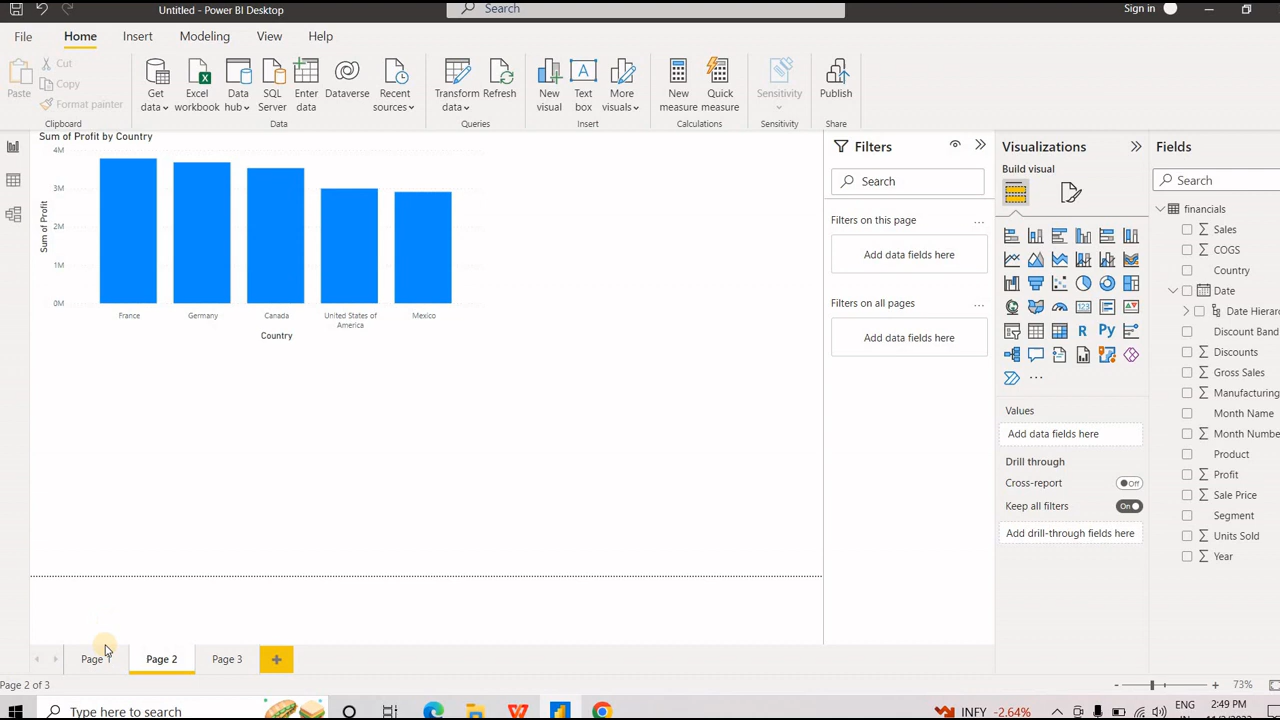 Untitled - Power BI Desktop
Search
Sign in
File Home Insert Modeling View Help
Paste
Cut
Copy
Format painter
Clipboard
Get data
Excel workbook
Data hub
SQL Server
Enter data
Dataverse
Recent sources
Data
Transform data
Refresh
Queries
New visual
Text box
More visuals
Insert
New measure
Quick measure
Calculations
Sensitivity
Sensitivity
Publish
Share
Sum of Profit by Country
4M
3M
2M
1M
0M
Sum of Profit
France
Germany
Canada
United States of
America
Mexico
Country
Filters
Search
Filters on this page
Add data fields here
Filters on all pages
Add data fields here
Visualizations
Build visual
123
R
Py
Values
Add data fields here
Drill through
Cross-report
Off
Keep all filters
On
Add drill-through fields here
Fields
Search
financials
Sales
COGS
Country
Date
Date Hierar
Discount Band
Discounts
Gross Sales
Manufacturing
Month Name
Month Numbe
Product
Profit
Sale Price
Segment
Units Sold
Year
Page 1
Page 2
Page 3
Page 2 of 3
73%
Type here to search
INFY -2.64%
ENG
IN
2:49 PM